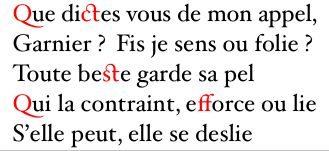 Que dictes vous de mon appel,
Garnier ? Fis je sens ou folie ?
Toute beste garde sa pel
Qui la contraint, efforce ou lie
S’elle peut, elle se deslie